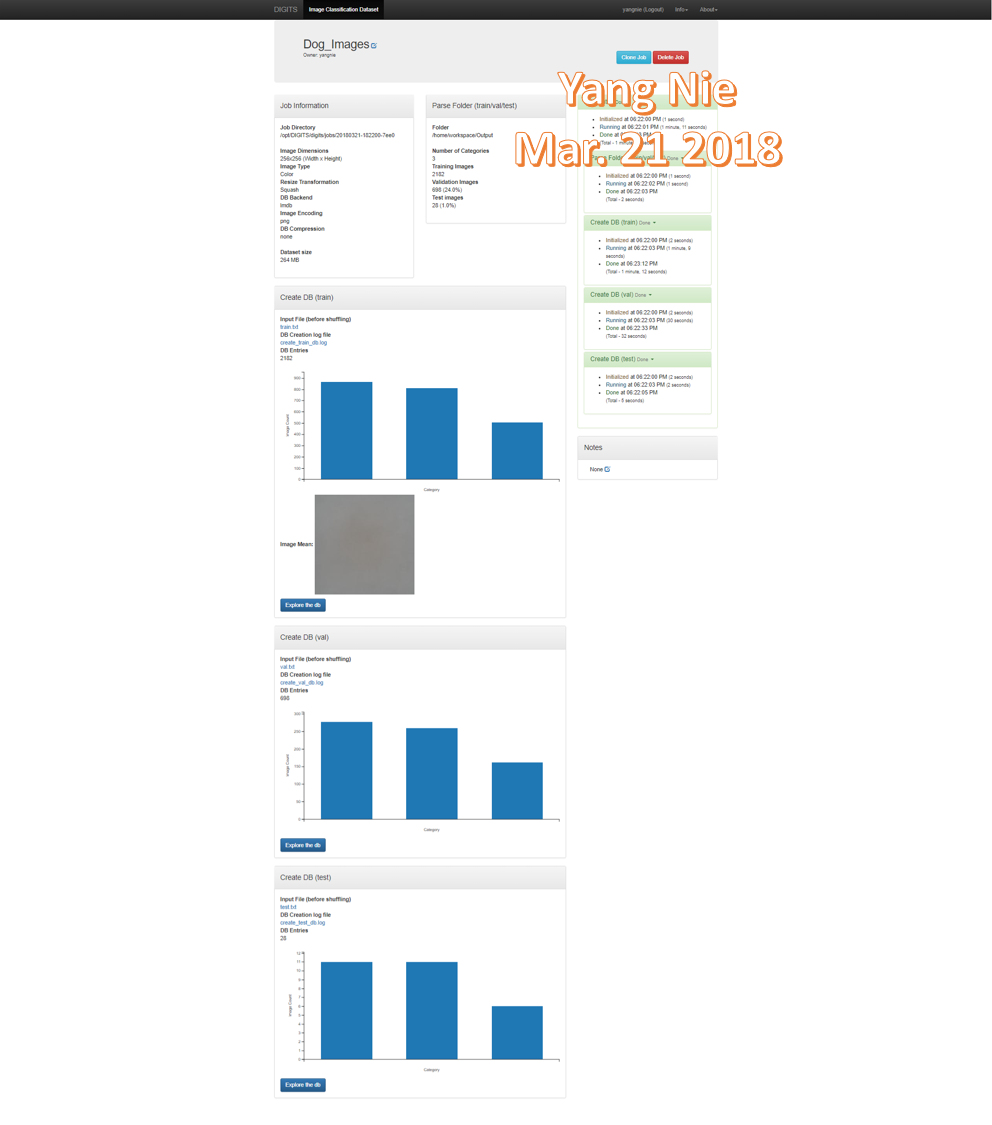 DIGITS Image Classification Dataset yangnie (Logout) Info About
Dog_Images
Owner: yangnie
Clone Job Delete Job
Yang Nie
Mar. 21 2018
Job Information
Job Directory
/opt/DIGITS/digits/jobs/20180321-182200-7ee0
Image Dimensions
256x256 (Width x Height)
Image Type
Color
Resize Transformation
Squash
DB Backend
lmdb
Image Encoding
png
DB Compression
none
Dataset size
264 MB
Parse Folder (train/val/test)
Folder
/home/workspace/Output
Number of Categories
3
Training Images
2182
Validation Images
698 (24.0%)
Test images
28 (1.0%)
Initialized at 06:22:00 PM (1 second)
Running at 06:22:01 PM (1 minute, 11 seconds)
Done
Initialized at 06:22:00 PM (1 second)
Running at 06:22:02 PM (1 second)
Done at 06:22:03 PM
(Total - 2 seconds)
Create DB (train) Done
Initialized at 06:22:00 PM (2 seconds)
Running at 06:22:03 PM (1 minute, 9
seconds)
Done at 06:23:12 PM
(Total - 1 minute, 12 seconds)
Create DB (val) Done
Initialized at 06:22:00 PM (2 seconds)
Running at 06:22:03 PM (30 seconds)
Done at 06:22:33 PM
(Total - 32 seconds)
Create DB (test) Done
Initialized at 06:22:00 PM (2 seconds)
Running at 06:22:03 PM (2 seconds)
Done at 06:22:05 PM
(Total - 5 seconds)
Notes
None
Create DB (train)
Input File (before shuffling)
train.txt
DB Creation log file
create_train_db.log
DB Entries
2182
900
800
700
600
500
400
300
200
100
0
Image Count
Category
Image Mean:
Explore the db
Create DB (val)
Input File (before shuffling)
val.txt
DB Creation log file
create_val_db.log
DB Entries
698
300
250
200
150
100
50
0
Image Count
Category
Explore the db
Create DB (test)
Input File (before shuffling)
test.txt
DB Creation log file
create_test_db.log
DB Entries
28
12
11
10
9
8
7
6
5
4
3
2
1
0
Image Count
Category
Explore the db